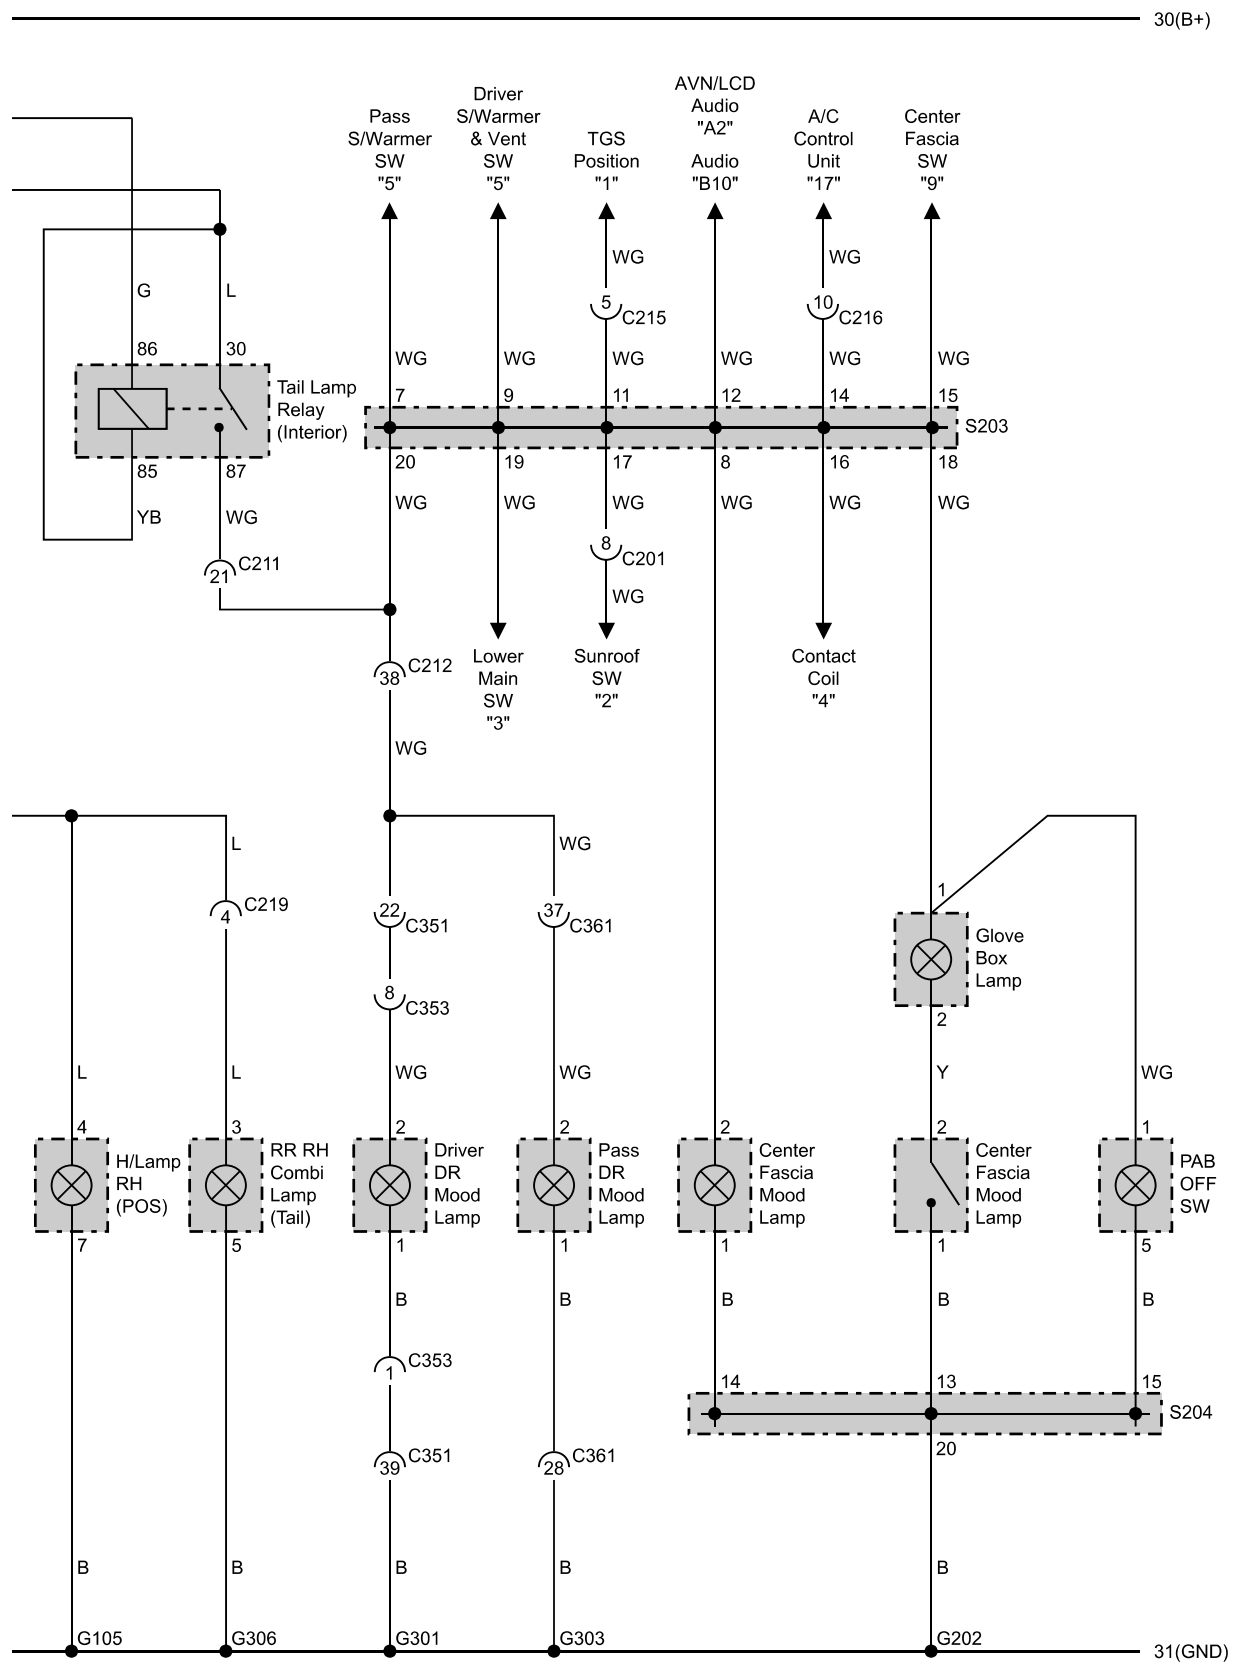 30(B+)
Pass
S/Warmer
SW
"5"
Driver
S/Warmer
& Vent
SW
"5"
TGS
Position
"1"
AVN/LCD
Audio
"A2"
Audio
"B10"
A/C
Control
Unit
"17"
Center
Fascia
SW
"9"
WG
WG
G
L
5
C215
10
C216
86
30
WG
WG
WG
WG
WG
WG
Tail Lamp
Relay
(Interior)
7
9
11
12
14
15
S203
85
87
20
19
17
8
16
18
YB
WG
WG
WG
WG
WG
WG
WG
8
C201
C211
21
WG
C212
38
Lower
Main
SW
"3"
Sunroof
SW
"2"
Contact
Coil
"4"
WG
L
WG
C219
4
22
C351
37
C361
1
Glove
Box
Lamp
2
8
C353
L
L
WG
WG
Y
WG
4
3
2
2
2
2
1
H/Lamp
RH
(POS)
RR RH
Combi
Lamp
(Tail)
Driver
DR
Mood
Lamp
Pass
DR
Mood
Lamp
Center
Fascia
Mood
Lamp
Center
Fascia
Mood
Lamp
PAB
OFF
SW
7
5
1
1
1
1
5
B
B
B
B
B
C353
1
14
13
15
S204
20
C351
39
C361
28
B
B
B
B
B
G105
G306
G301
G303
G202
31(GND)